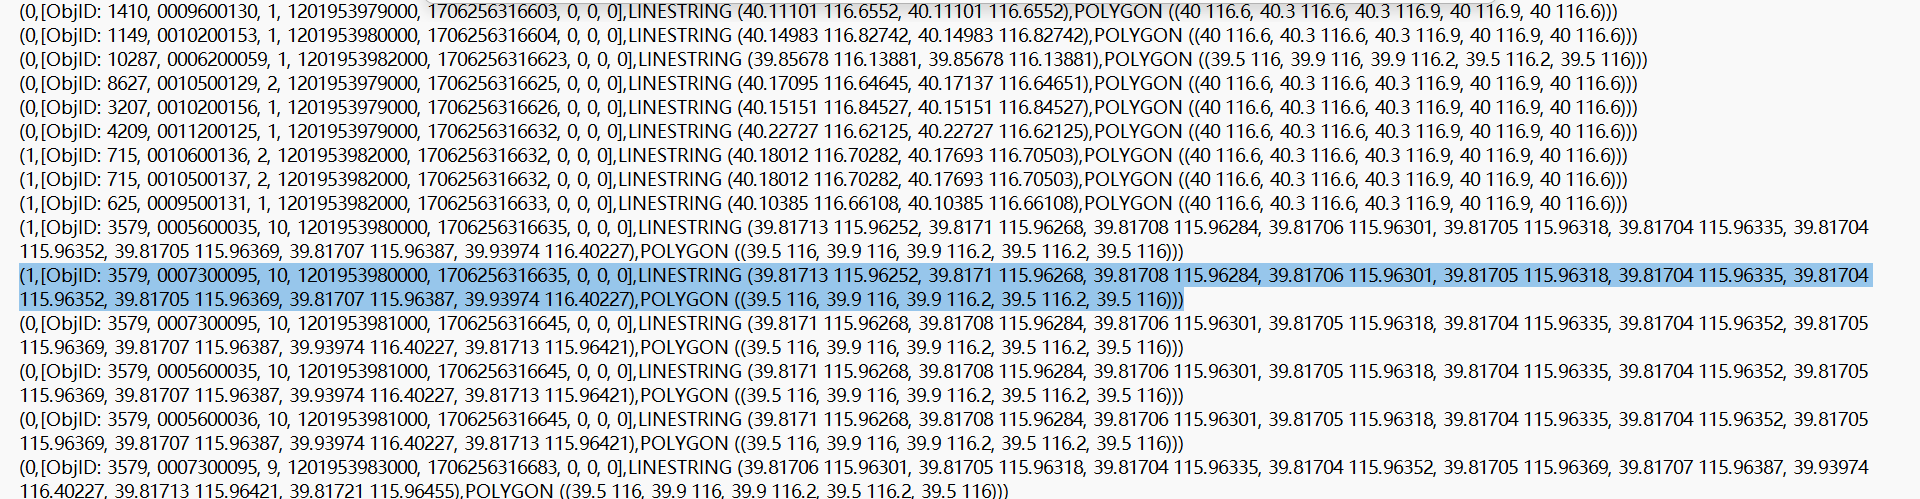 (0,[ObjID: 1410, 0009600130, 1, 1201953979000, 1706256316603, 0, 0, 0],LINESTRING (40.11101 116.6552, 40.11101 116.6552),POLYGON ((40 116.6, 40.3 116.6, 40.3 116.9, 40 116.9, 40 116.6)))
(0,[ObjID: 1149, 0010200153, 1, 1201953980000, 1706256316604, 0, 0, 0],LINESTRING (40.14983 116.82742, 40.14983 116.82742),POLYGON ((40 116.6, 40.3 116.6, 40.3 116.9, 40 116.9, 40 116.6)))
(0,[ObjID: 10287, 0006200059, 1, 1201953982000, 1706256316623, 0, 0, 0],LINESTRING (39.85678 116.13881, 39.85678 116.13881),POLYGON ((39.5 116, 39.9 116, 39.9 116.2, 39.5 116.2, 39.5 116)))
(0,[ObjID: 8627, 0010500129, 2, 1201953979000, 1706256316625, 0, 0, 0],LINESTRING (40.17095 116.64645, 40.17137 116.64651),POLYGON ((40 116.6, 40.3 116.6, 40.3 116.9, 40 116.9, 40 116.6)))
(0,[ObjID: 3207, 0010200156, 1, 1201953979000, 1706256316626, 0, 0, 0],LINESTRING (40.15151 116.84527, 40.15151 116.84527),POLYGON ((40 116.6, 40.3 116.6, 40.3 116.9, 40 116.9, 40 116.6)))
(0,[ObjID: 4209, 0011200125, 1, 1201953979000, 1706256316632, 0, 0, 0],LINESTRING (40.22727 116.62125, 40.22727 116.62125),POLYGON ((40 116.6, 40.3 116.6, 40.3 116.9, 40 116.9, 40 116.6)))
(1,[ObjID: 715, 0010600136, 2, 1201953982000, 1706256316632, 0, 0, 0],LINESTRING (40.18012 116.70282, 40.17693 116.70503),POLYGON ((40 116.6, 40.3 116.6, 40.3 116.9, 40 116.9, 40 116.6)))
(1,[ObjID: 715, 0010500137, 2, 1201953982000, 1706256316632, 0, 0, 0],LINESTRING (40.18012 116.70282, 40.17693 116.70503),POLYGON ((40 116.6, 40.3 116.6, 40.3 116.9, 40 116.9, 40 116.6)))
(1,[ObjID: 625, 0009500131, 1, 1201953982000, 1706256316633, 0, 0, 0],LINESTRING (40.10385 116.66108, 40.10385 116.66108),POLYGON ((40 116.6, 40.3 116.6, 40.3 116.9, 40 116.9, 40 116.6)))
(1,[ObjID: 3579, 0005600035, 10, 1201953980000, 1706256316635, 0, 0, 0],LINESTRING (39.81713 115.96252, 39.8171 115.96268, 39.81708 115.96284, 39.81706 115.96301, 39.81705 115.96318, 39.81704 115.96335, 39.81704
115.96352, 39.81705 115.96369, 39.81707 115.96387, 39.93974 116.40227),POLYGON ((39.5 116, 39.9 116, 39.9 116.2, 39.5 116.2, 39.5 116)))
(1,[ObjID: 3579, 0007300095, 10, 1201953980000, 1706256316635, 0, 0, 0],LINESTRING (39.81713 115.96252, 39.8171 115.96268, 39.81708 115.96284, 39.81706 115.96301, 39.81705 115.96318, 39.81704 115.96335, 39.81704
115.96352, 39.81705 115.96369, 39.81707 115.96387, 39.93974 116.40227),POLYGON ((39.5 116, 39.9 116, 39.9 116.2, 39.5 116.2, 39.5 116)))
(0,[ObjID: 3579, 0007300095, 10, 1201953981000, 1706256316645, 0, 0, 0],LINESTRING (39.8171 115.96268, 39.81708 115.96284, 39.81706 115.96301, 39.81705 115.96318, 39.81704 115.96335, 39.81704 115.96352, 39.81705
115.96369, 39.81707 115.96387, 39.93974 116.40227, 39.81713 115.96421),POLYGON ((39.5 116, 39.9 116, 39.9 116.2, 39.5 116.2, 39.5 116)))
(0,[ObjID: 3579, 0005600035, 10, 1201953981000, 1706256316645, 0, 0, 0],LINESTRING (39.8171 115.96268, 39.81708 115.96284, 39.81706 115.96301, 39.81705 115.96318, 39.81704 115.96335, 39.81704 115.96352, 39.81705
115.96369, 39.81707 115.96387, 39.93974 116.40227, 39.81713 115.96421),POLYGON ((39.5 116, 39.9 116, 39.9 116.2, 39.5 116.2, 39.5 116)))
(0,[ObjID: 3579, 0005600036, 10, 1201953981000, 1706256316645, 0, 0, 0],LINESTRING (39.8171 115.96268, 39.81708 115.96284, 39.81706 115.96301, 39.81705 115.96318, 39.81704 115.96335, 39.81704 115.96352, 39.81705
115.96369, 39.81707 115.96387, 39.93974 116.40227, 39.81713 115.96421),POLYGON ((39.5 116, 39.9 116, 39.9 116.2, 39.5 116.2, 39.5 116)))
(0,[ObjID: 3579, 0007300095, 9, 1201953983000, 1706256316683, 0, 0, 0],LINESTRING (39.81706 115.96301, 39.81705 115.96318, 39.81704 115.96335, 39.81704 115.96352, 39.81705 115.96369, 39.81707 115.96387, 39.93974
116.40227, 39.81713 115.96421, 39.81721 115.96455),POLYGON ((39.5 116, 39.9 116, 39.9 116.2, 39.5 116.2, 39.5 116)))